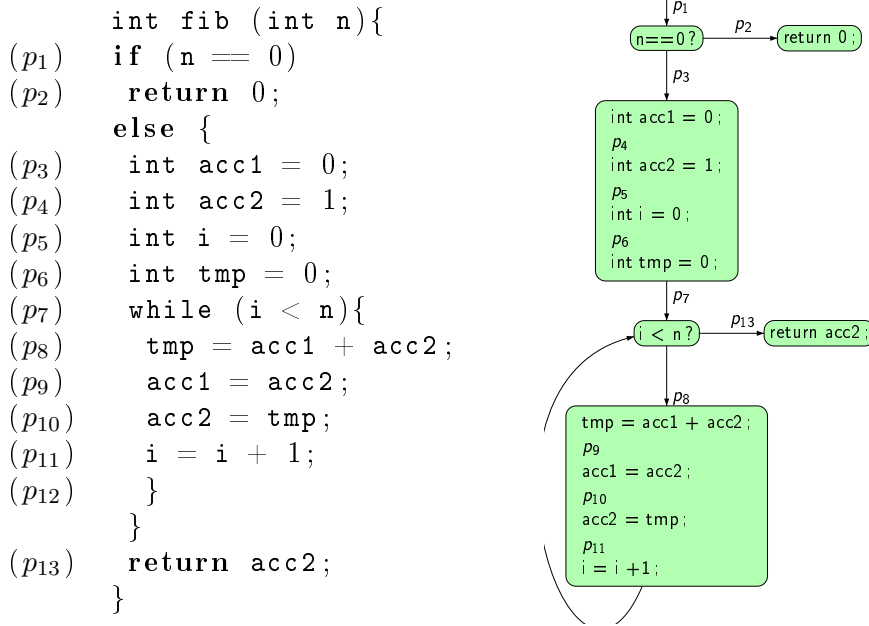 int fib (int n){
(p1) if (n == 0)
(p2) return 0;
else {
(p3) int acc1 = 0;
(p4) int acc2 = 1;
(p5) int i = 0;
(p6) int tmp = 0;
(p7) while (i < n){
(p8) tmp = acc1 + acc2;
(p9) acc1 = acc2;
(p10) acc2 = tmp;
(p11) i = i + 1;
(p12) }
}
(p13) return acc2;
}
p1
n==0?
p2
return 0;
p3
int acc1 = 0;
p4
int acc2 = 1;
p5
int i = 0;
p6
int tmp = 0;
p7
i < n?
p13
return acc2;
p8
tmp = acc1 + acc2;
p9
acc1 = acc2;
p10
acc2 = tmp;
p11
i = i +1;